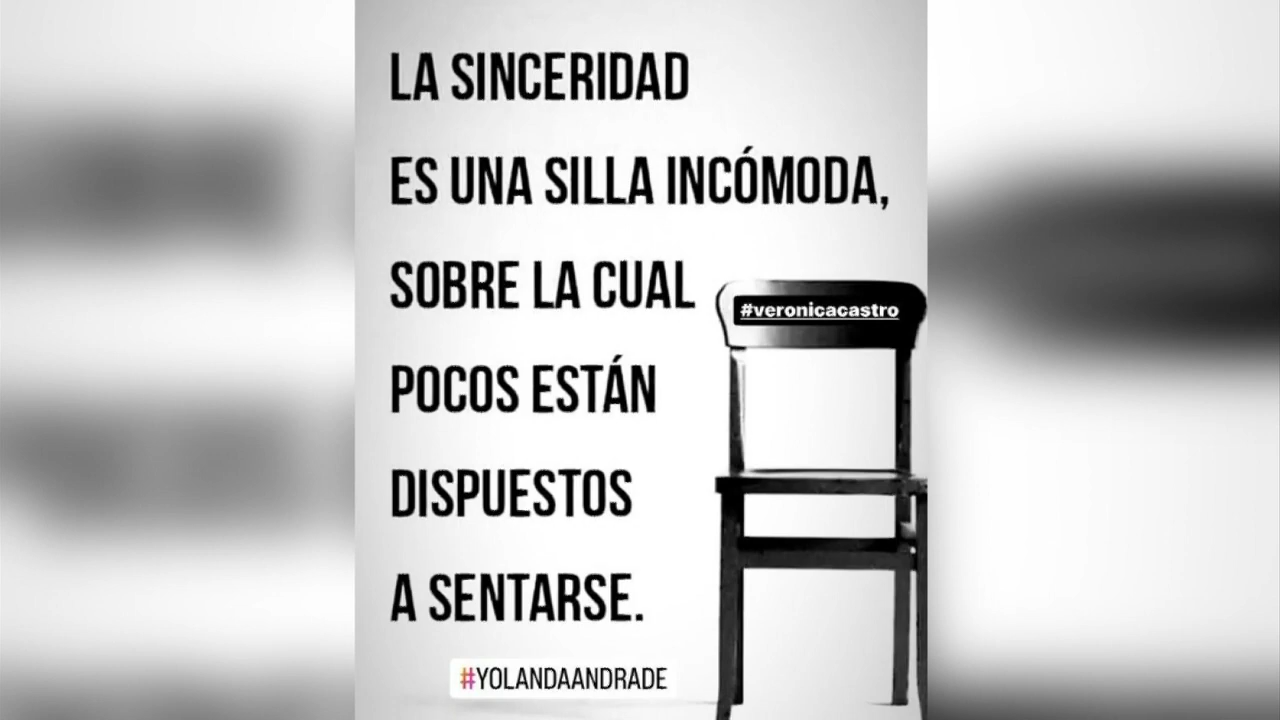 LA SINCERIDAD
ES UNA SILLA INCÓMODA,
SOBRE LA CUAL
#veronicacastro
POCOS ESTÁN
DISPUESTOS
A SENTARSE.
#YOLANDAANDRADE